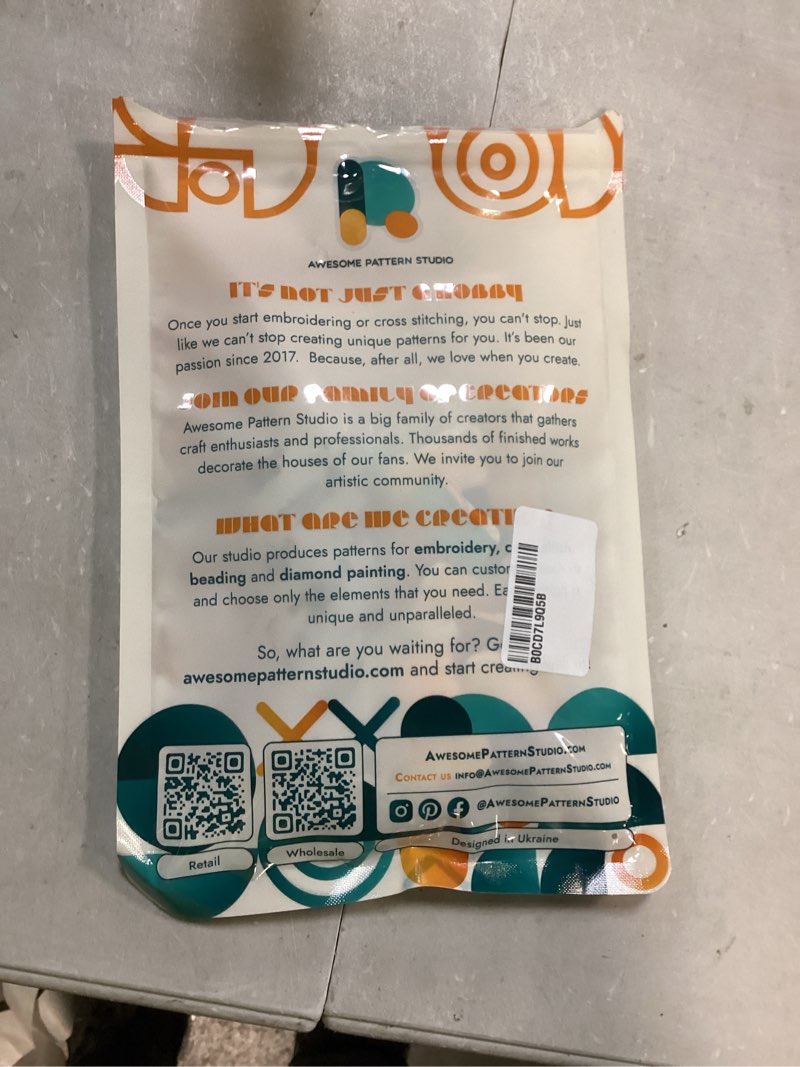 AWESOME PATTERN STUDIO
IT'S NOT JUST A HOBBY
Once you start embroidering or cross stitching, you can't stop. Just
like we can't stop creating unique patterns for you. It's been our
passion since 2017. Because, after all, we love when you create.
JOIN OUR FAMILY OF CREATORS
Awesome Pattern Studio is a big family of creators that gathers
craft enthusiasts and professionals. Thousands of finished works
decorate the houses of our fans. We invite you to join our
artistic community.
WHAT ARE WE
Our studio produces patterns for embroidery,
beading and diamond painting. You can
and choose only the elements that you need.
unique and unparalleled.
So, what are you waiting for?
awesomepatternstudio.com and start
B0CD7L9Q5B
Retail
Wholesale
AWESOMEPATTERNSTUDIO.COM
CONTACT US INFO@AWESOMEPATTERNSTUDIO.COM
@AWESOMEPATTERNSTUDIO
Designed in Ukraine